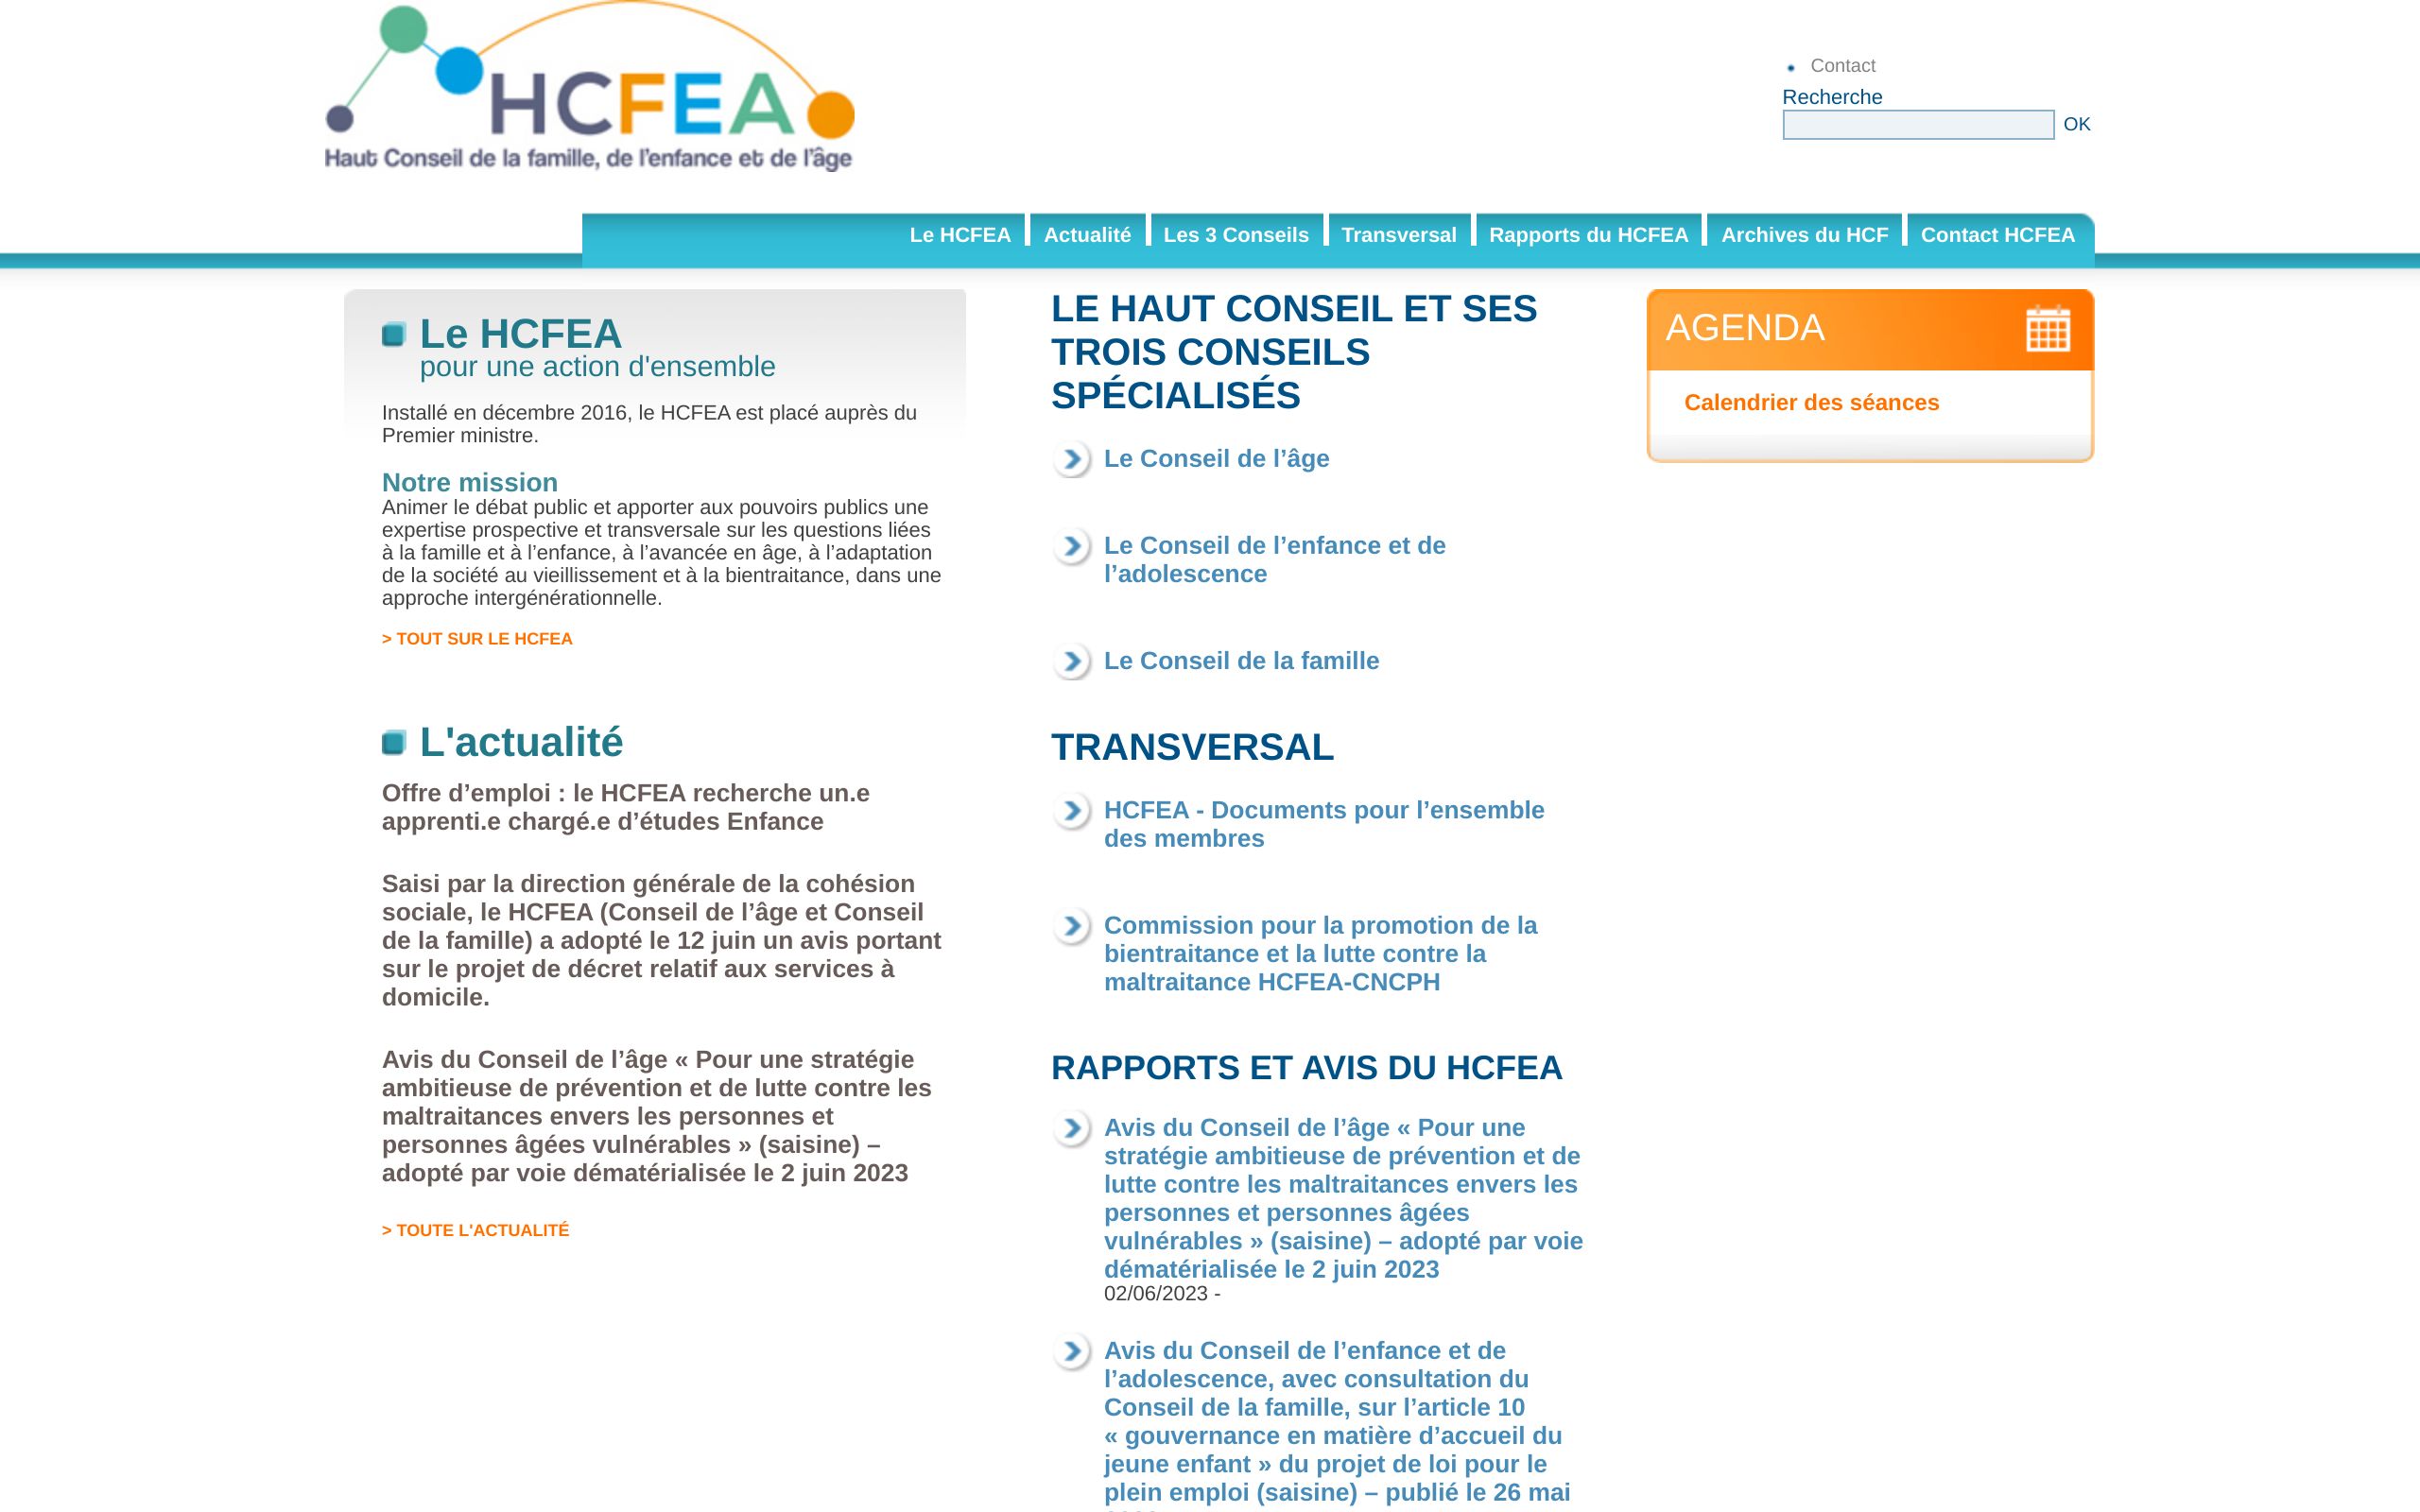 HCFEA
Haut Conseil de la famille, de l’enfance et de l’âge
Contact
Recherche
OK
Le HCFEA
Actualité
Les 3 Conseils
Transversal
Rapports du HCFEA
Archives du HCF
Contact HCFEA
Le HCFEA
pour une action d'ensemble
Installé en décembre 2016, le HCFEA est placé auprès du
Premier ministre.
Notre mission
Animer le débat public et apporter aux pouvoirs publics une
expertise prospective et transversale sur les questions liées
à la famille et à l’enfance, à l’avancée en âge, à l’adaptation
de la société au vieillissement et à la bientraitance, dans une
approche intergénérationnelle.
> TOUT SUR LE HCFEA
L'actualité
Offre d’emploi : le HCFEA recherche un.e
apprenti.e chargé.e d’études Enfance
Saisi par la direction générale de la cohésion
sociale, le HCFEA (Conseil de l’âge et Conseil
de la famille) a adopté le 12 juin un avis portant
sur le projet de décret relatif aux services à
domicile.
Avis du Conseil de l’âge « Pour une stratégie
ambitieuse de prévention et de lutte contre les
maltraitances envers les personnes et
personnes âgées vulnérables » (saisine) –
adopté par voie dématérialisée le 2 juin 2023
> TOUTE L'ACTUALITÉ
LE HAUT CONSEIL ET SES
TROIS CONSEILS
SPÉCIALISÉS
Le Conseil de l’âge
Le Conseil de l’enfance et de
l’adolescence
Le Conseil de la famille
TRANSVERSAL
HCFEA - Documents pour l’ensemble
des membres
Commission pour la promotion de la
bientraitance et la lutte contre la
maltraitance HCFEA-CNCPH
RAPPORTS ET AVIS DU HCFEA
Avis du Conseil de l’âge « Pour une
stratégie ambitieuse de prévention et de
lutte contre les maltraitances envers les
personnes et personnes âgées
vulnérables » (saisine) – adopté par voie
dématérialisée le 2 juin 2023
02/06/2023 -
Avis du Conseil de l’enfance et de
l’adolescence, avec consultation du
Conseil de la famille, sur l’article 10
« gouvernance en matière d’accueil du
jeune enfant » du projet de loi pour le
plein emploi (saisine) – publié le 26 mai
AGENDA
Calendrier des séances